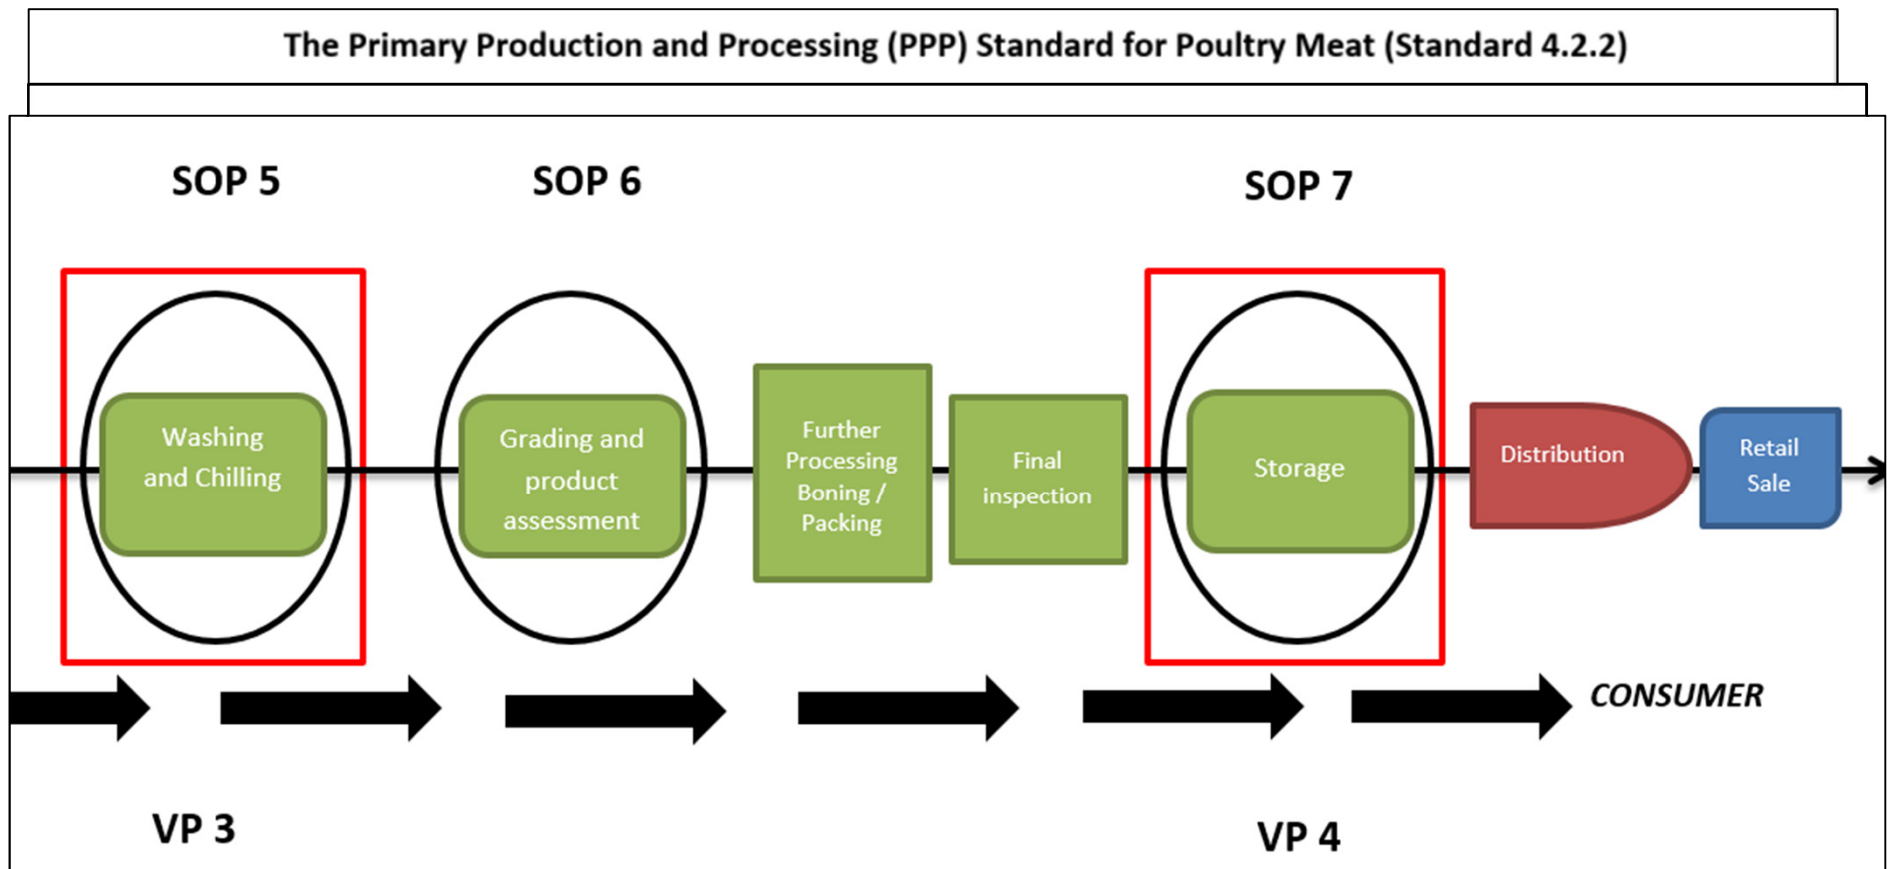 The Primary Production and Processing (PPP) Standard for Poultry Meat (Standard 4.2.2)
SOP 5
SOP 6
SOP 7
Washing
and Chilling
Grading and
product
assessment
Further
Processing
Boning /
Packing
Final
inspection
Storage
Distribution
Retail
Sale
CONSUMER
VP 3
VP 4